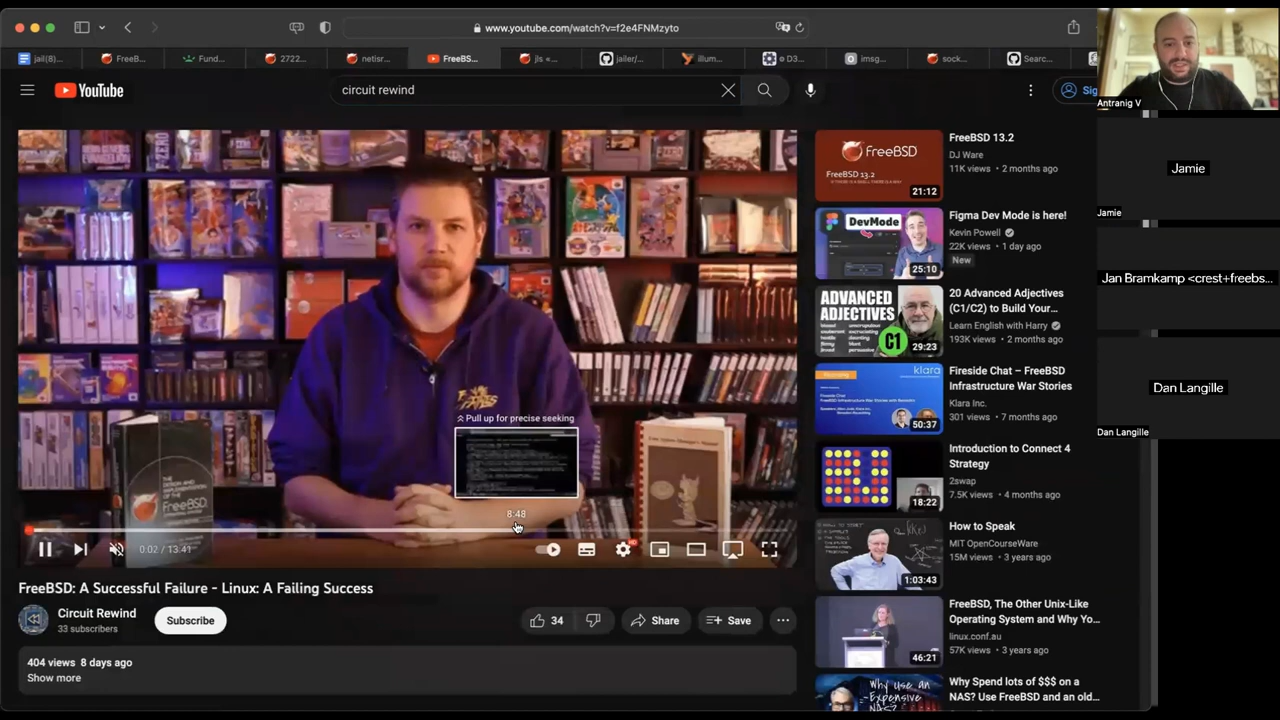 www.youtube.com/watch?v=f2e4FNMzyto
jail(8)...
FreeB...
Fund...
2722...
netisr...
FreeBS...
jls «...
jailer/...
illum...
D3...
imsg...
sock...
Searc...
YouTube
circuit rewind
Sig
Antranig V
Jamie
Jamie
Jan Bramkamp <crest+freebs...
Dan Langille
Dan Langille
Pull up for precise seeking
8:48
0:02 / 13:41
FreeBSD: A Successful Failure - Linux: A Failing Success
Circuit Rewind
33 subscribers
Subscribe
34
Share
Save
404 views 8 days ago
Show more
FreeBSD
FreeBSD 13.2
21:12
FreeBSD 13.2
DJ Ware
11K views • 2 months ago
DevMode
25:10
Figma Dev Mode is here!
Kevin Powell
22K views • 1 day ago
New
ADVANCED
ADJECTIVES
C1
29:23
20 Advanced Adjectives
(C1/C2) to Build Your...
Learn English with Harry
193K views • 2 months ago
klara
50:37
Fireside Chat – FreeBSD
Infrastructure War Stories
Klara Inc.
301 views • 7 months ago
18:22
Introduction to Connect 4
Strategy
2swap
7.5K views • 4 months ago
1:03:43
How to Speak
MIT OpenCourseWare
15M views • 3 years ago
46:21
FreeBSD, The Other Unix-Like
Operating System and Why Yo...
linux.conf.au
57K views • 3 years ago
Why use an
Expensive
Why Spend lots of $$$ on a
NAS? Use FreeBSD and an old...